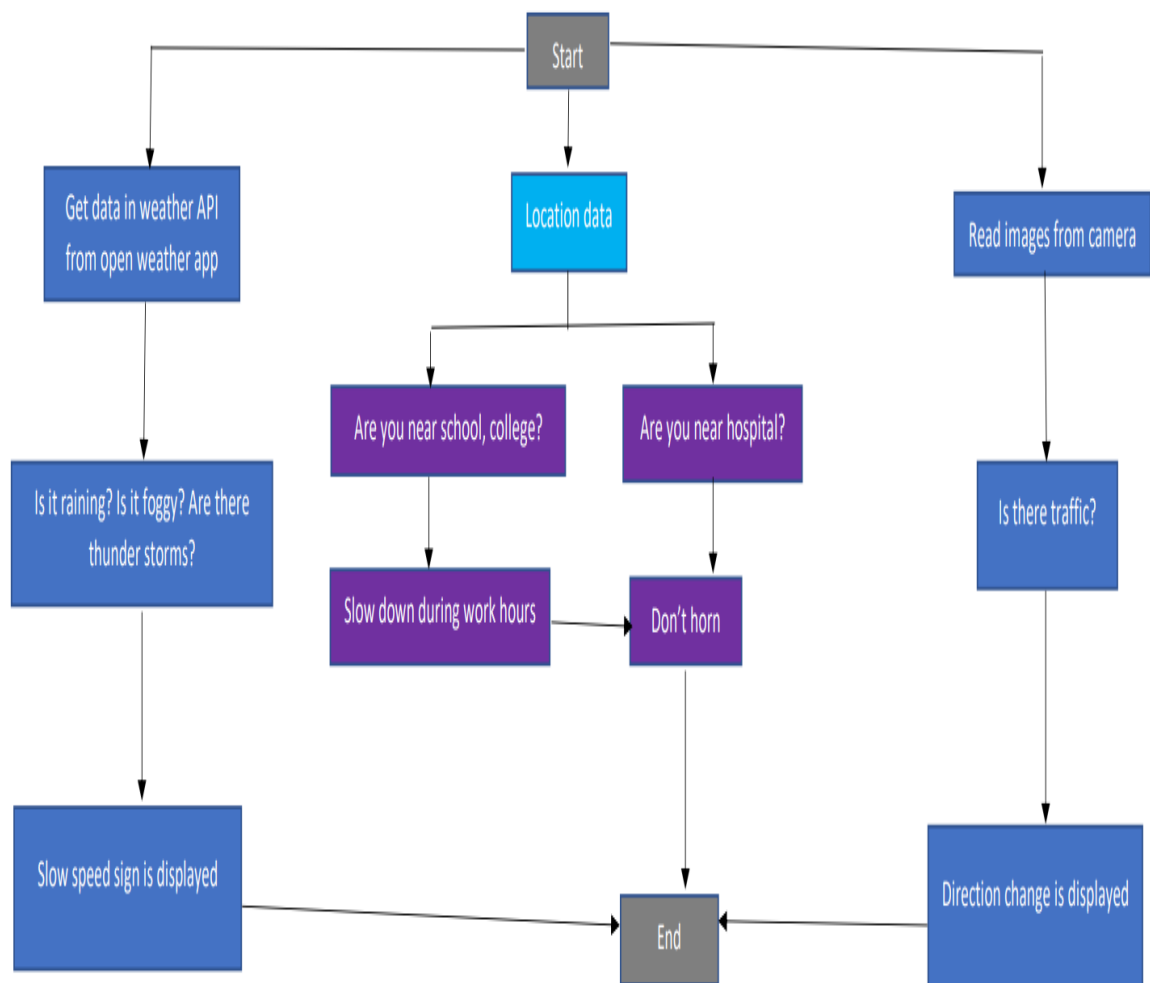 Start
Get data in weather API
from open weather app
Location data
Read images from camera
Are you near school, college?
Are you near hospital?
Is it raining? Is it foggy? Are there
thunder storms?
Is there traffic?
Slow down during work hours
Don’t horn
Slow speed sign is displayed
Direction change is displayed
End